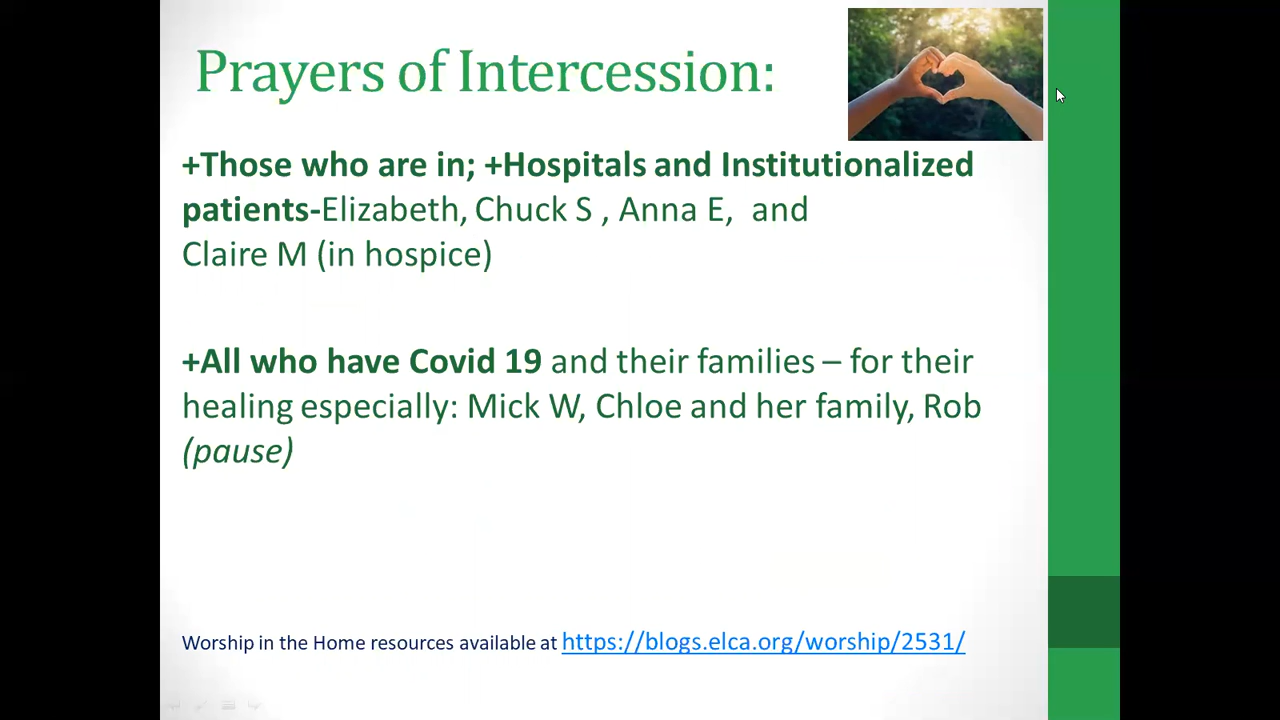 Prayers of Intercession:
+Those who are in; +Hospitals and Institutionalized
patients-Elizabeth, Chuck S , Anna E,  and
Claire M (in hospice)
+All who have Covid 19 and their families – for their
healing especially: Mick W, Chloe and her family, Rob
(pause)
Worship in the Home resources available at https://blogs.elca.org/worship/2531/